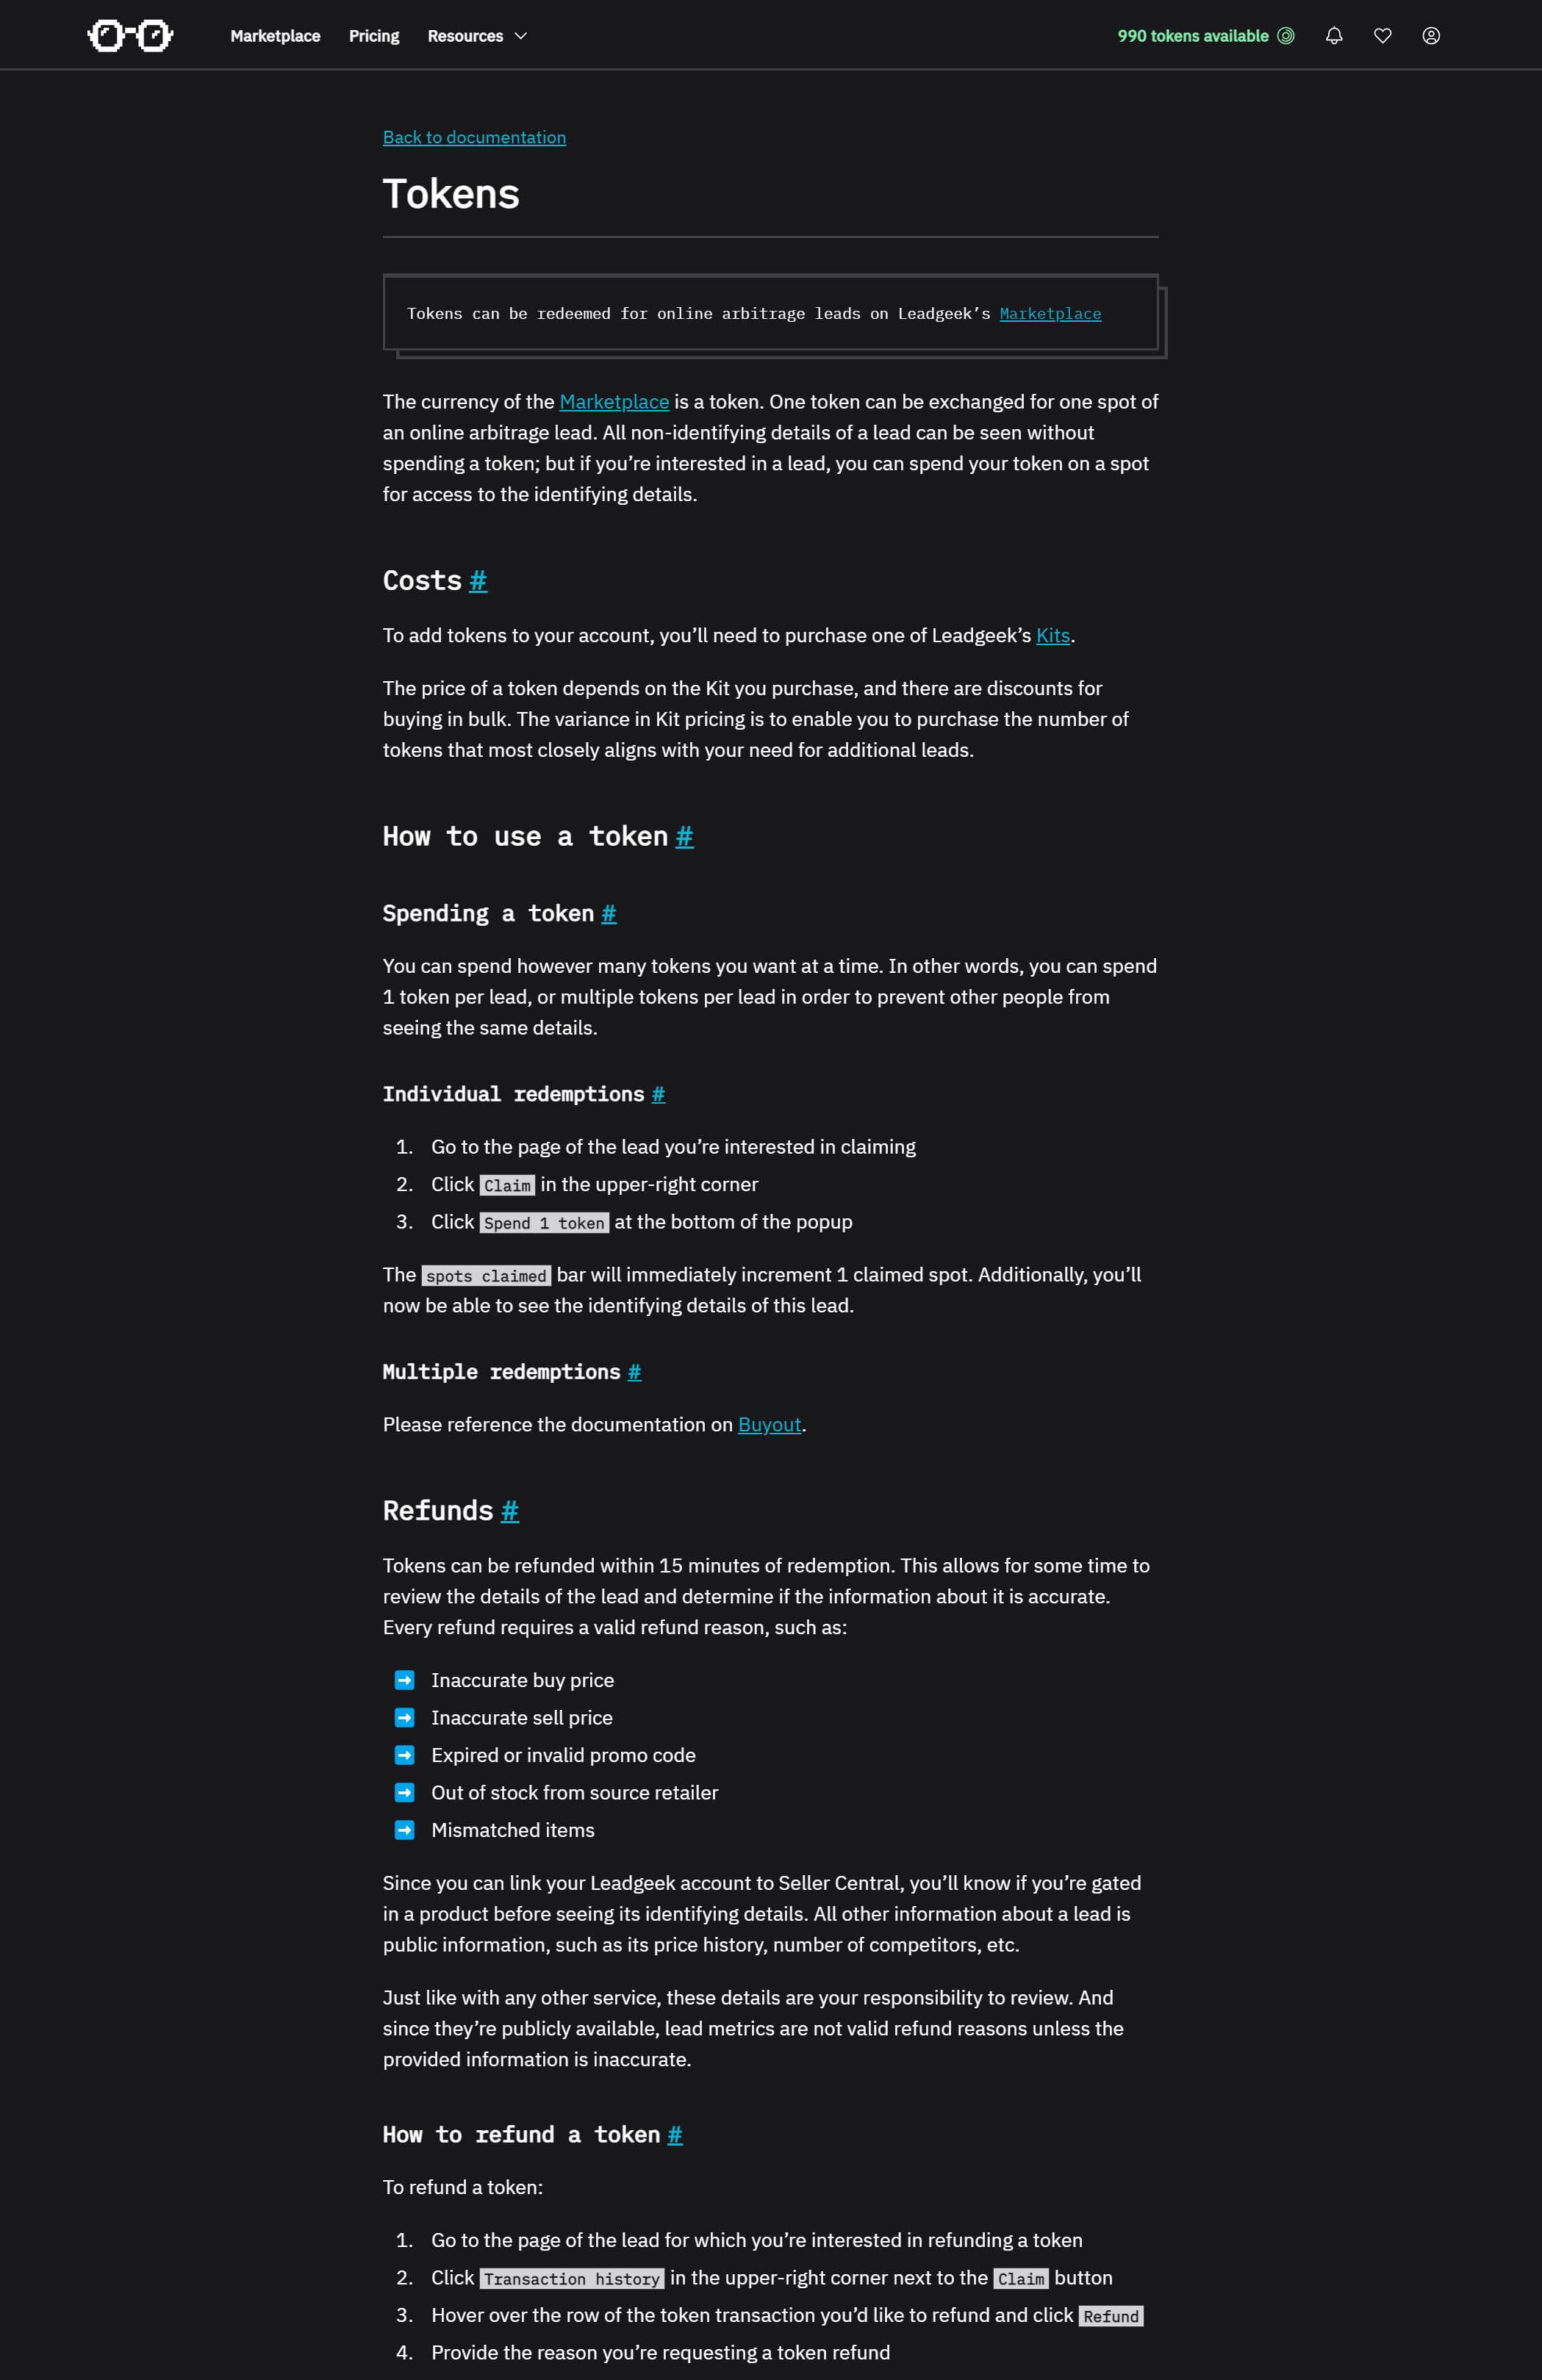 Marketplace Pricing Resources 990 tokens available
Back to documentation
Tokens
Tokens can be redeemed for online arbitrage leads on Leadgeek’s Marketplace
The currency of the Marketplace is a token. One token can be exchanged for one spot of
an online arbitrage lead. All non-identifying details of a lead can be seen without
spending a token; but if you’re interested in a lead, you can spend your token on a spot
for access to the identifying details.
Costs #
To add tokens to your account, you’ll need to purchase one of Leadgeek’s Kits.
The price of a token depends on the Kit you purchase, and there are discounts for
buying in bulk. The variance in Kit pricing is to enable you to purchase the number of
tokens that most closely aligns with your need for additional leads.
How to use a token #
Spending a token #
You can spend however many tokens you want at a time. In other words, you can spend
1 token per lead, or multiple tokens per lead in order to prevent other people from
seeing the same details.
Individual redemptions #
1. Go to the page of the lead you’re interested in claiming
2. Click Claim in the upper-right corner
3. Click Spend 1 token at the bottom of the popup
The spots claimed bar will immediately increment 1 claimed spot. Additionally, you’ll
now be able to see the identifying details of this lead.
Multiple redemptions #
Please reference the documentation on Buyout.
Refunds #
Tokens can be refunded within 15 minutes of redemption. This allows for some time to
review the details of the lead and determine if the information about it is accurate.
Every refund requires a valid refund reason, such as:
Inaccurate buy price
Inaccurate sell price
Expired or invalid promo code
Out of stock from source retailer
Mismatched items
Since you can link your Leadgeek account to Seller Central, you’ll know if you’re gated
in a product before seeing its identifying details. All other information about a lead is
public information, such as its price history, number of competitors, etc.
Just like with any other service, these details are your responsibility to review. And
since they’re publicly available, lead metrics are not valid refund reasons unless the
provided information is inaccurate.
How to refund a token #
To refund a token:
1. Go to the page of the lead for which you’re interested in refunding a token
2. Click Transaction history in the upper-right corner next to the Claim button
3. Hover over the row of the token transaction you’d like to refund and click Refund
4. Provide the reason you’re requesting a token refund